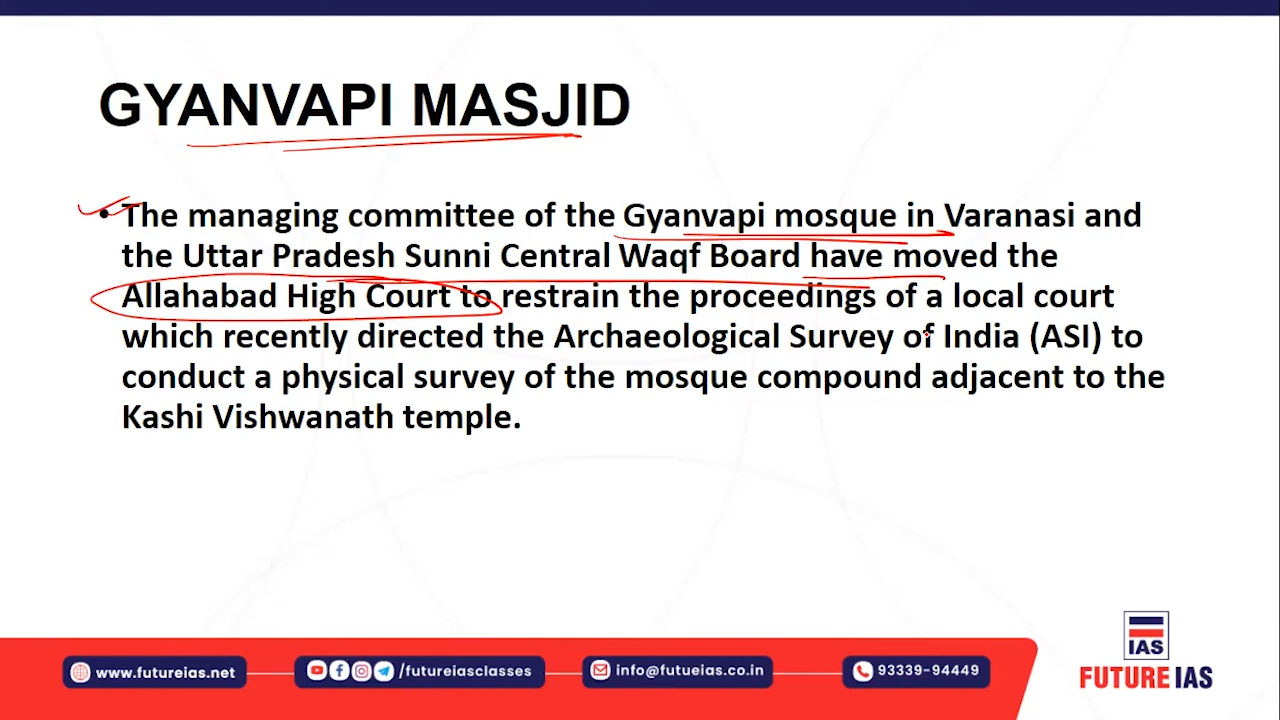 GYANVAPI MASJID
• The managing committee of the Gyanvapi mosque in Varanasi and
the Uttar Pradesh Sunni Central Waqf Board have moved the
Allahabad High Court to restrain the proceedings of a local court
which recently directed the Archaeological Survey of India (ASI) to
conduct a physical survey of the mosque compound adjacent to the
Kashi Vishwanath temple.
IAS
www.futureias.net
/futureiasclasses
info@futueias.co.in
93339-94449
FUTURE IAS